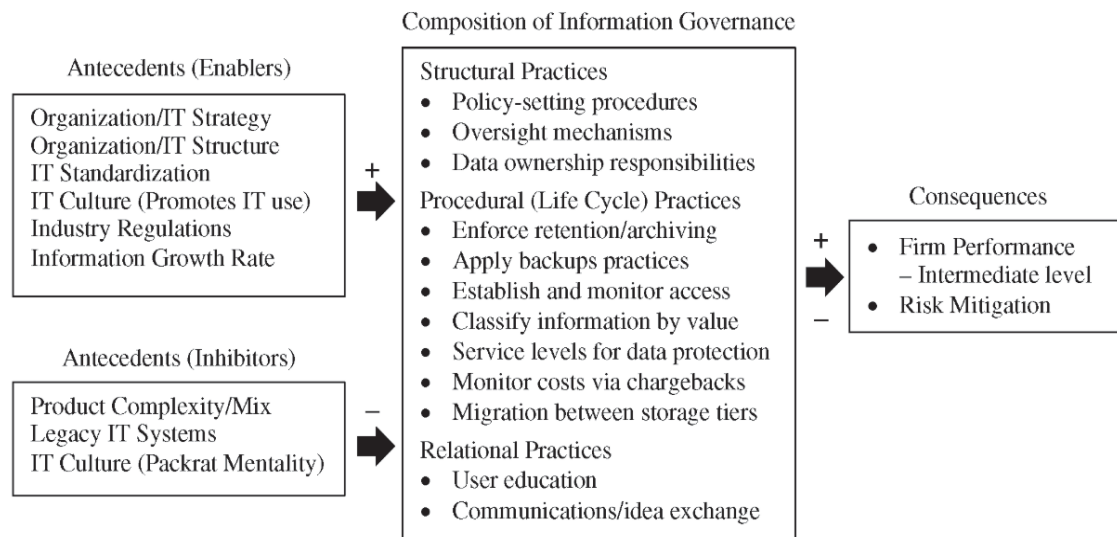 Composition of Information Governance
Antecedents (Enablers)
Organization/IT Strategy
Organization/IT Structure
IT Standardization
IT Culture (Promotes IT use)
Industry Regulations
Information Growth Rate
+
Antecedents (Inhibitors)
Product Complexity/Mix
Legacy IT Systems
IT Culture (Packrat Mentality)
–
Structural Practices
• Policy-setting procedures
• Oversight mechanisms
• Data ownership responsibilities
Procedural (Life Cycle) Practices
• Enforce retention/archiving
• Apply backups practices
• Establish and monitor access
• Classify information by value
• Service levels for data protection
• Monitor costs via chargebacks
• Migration between storage tiers
Relational Practices
• User education
• Communications/idea exchange
+
–
Consequences
• Firm Performance
– Intermediate level
• Risk Mitigation